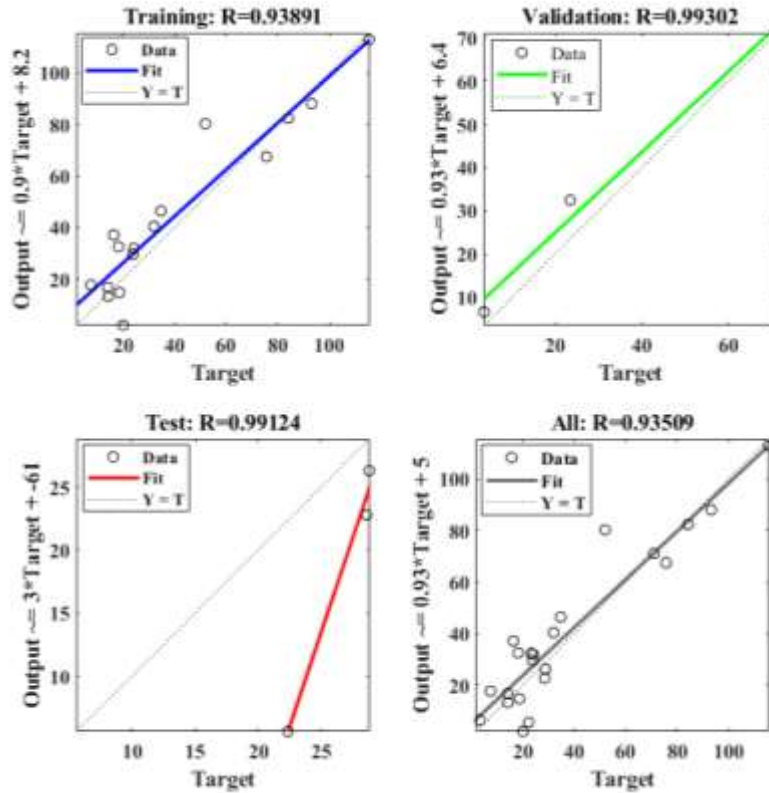 Training: R=0.93891
Output ~= 0.9*Target + 8.2
100
80
60
40
20
Data
Fit
Y = T
20
40
60
80
100
Target
Validation: R=0.99302
Output ~= 0.93*Target + 6.4
70
60
50
40
30
20
10
Data
Fit
Y = T
20
40
60
Target
Test: R=0.99124
Output ~= 3*Target + -61
25
20
15
10
Data
Fit
Y = T
10
15
20
25
Target
All: R=0.93509
Output ~= 0.93*Target + 5
100
80
60
40
20
Data
Fit
Y = T
20
40
60
80
100
Target